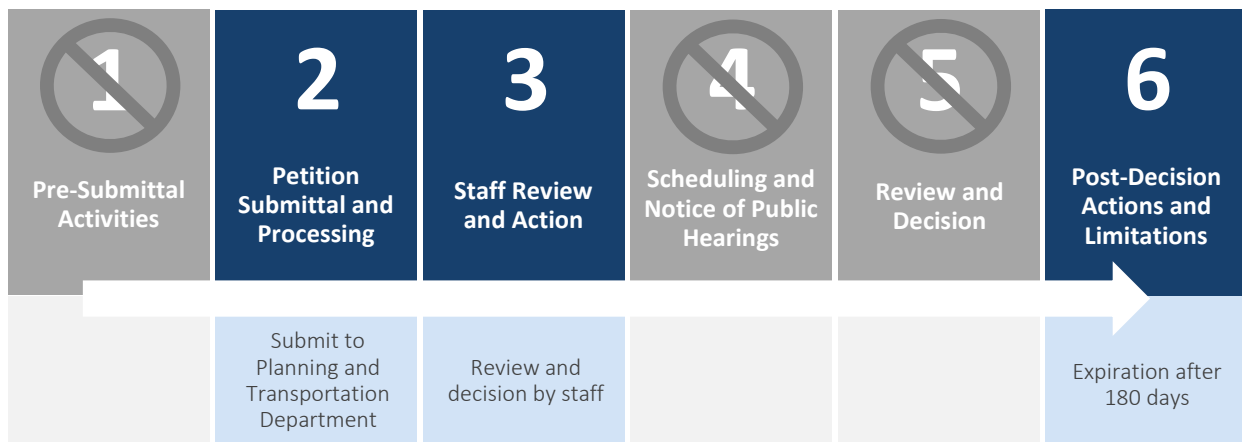 1
Pre-Submittal
Activities
2
Petition
Submittal and
Processing
Submit to
Planning and
Transportation
Department
3
Staff Review
and Action
Review and
decision by staff
4
Scheduling and
Notice of Public
Hearings
5
Review and
Decision
6
Post-Decision
Actions and
Limitations
Expiration after
180 days